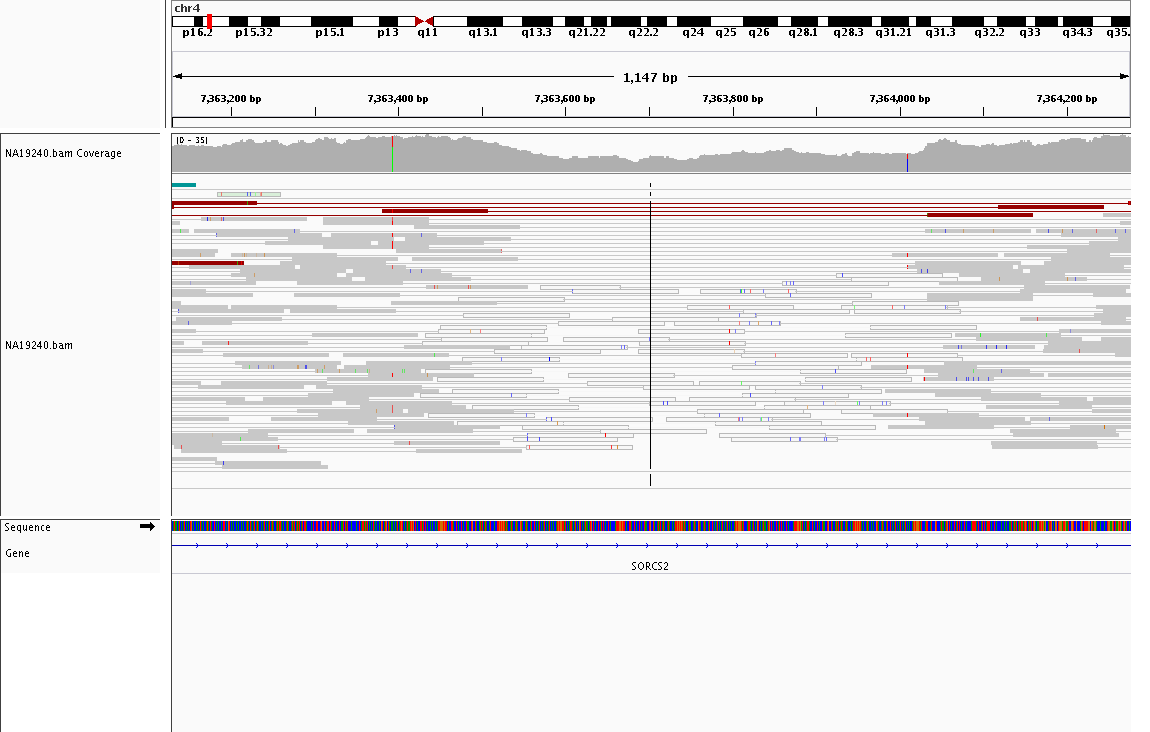 chr4
p16.2 p15.32 p15.1 p13 q11 q13.1 q13.3 q21.22 q22.2 q24 q25 q26 q28.1 q28.3 q31.21 q31.3 q32.2 q33 q34.3 q35.
1,147 bp
7,363,200 bp 7,363,400 bp 7,363,600 bp 7,363,800 bp 7,364,000 bp 7,364,200 bp
[0 - 35]
NA19240.bam Coverage
NA19240.bam
Sequence
Gene
SORCS2